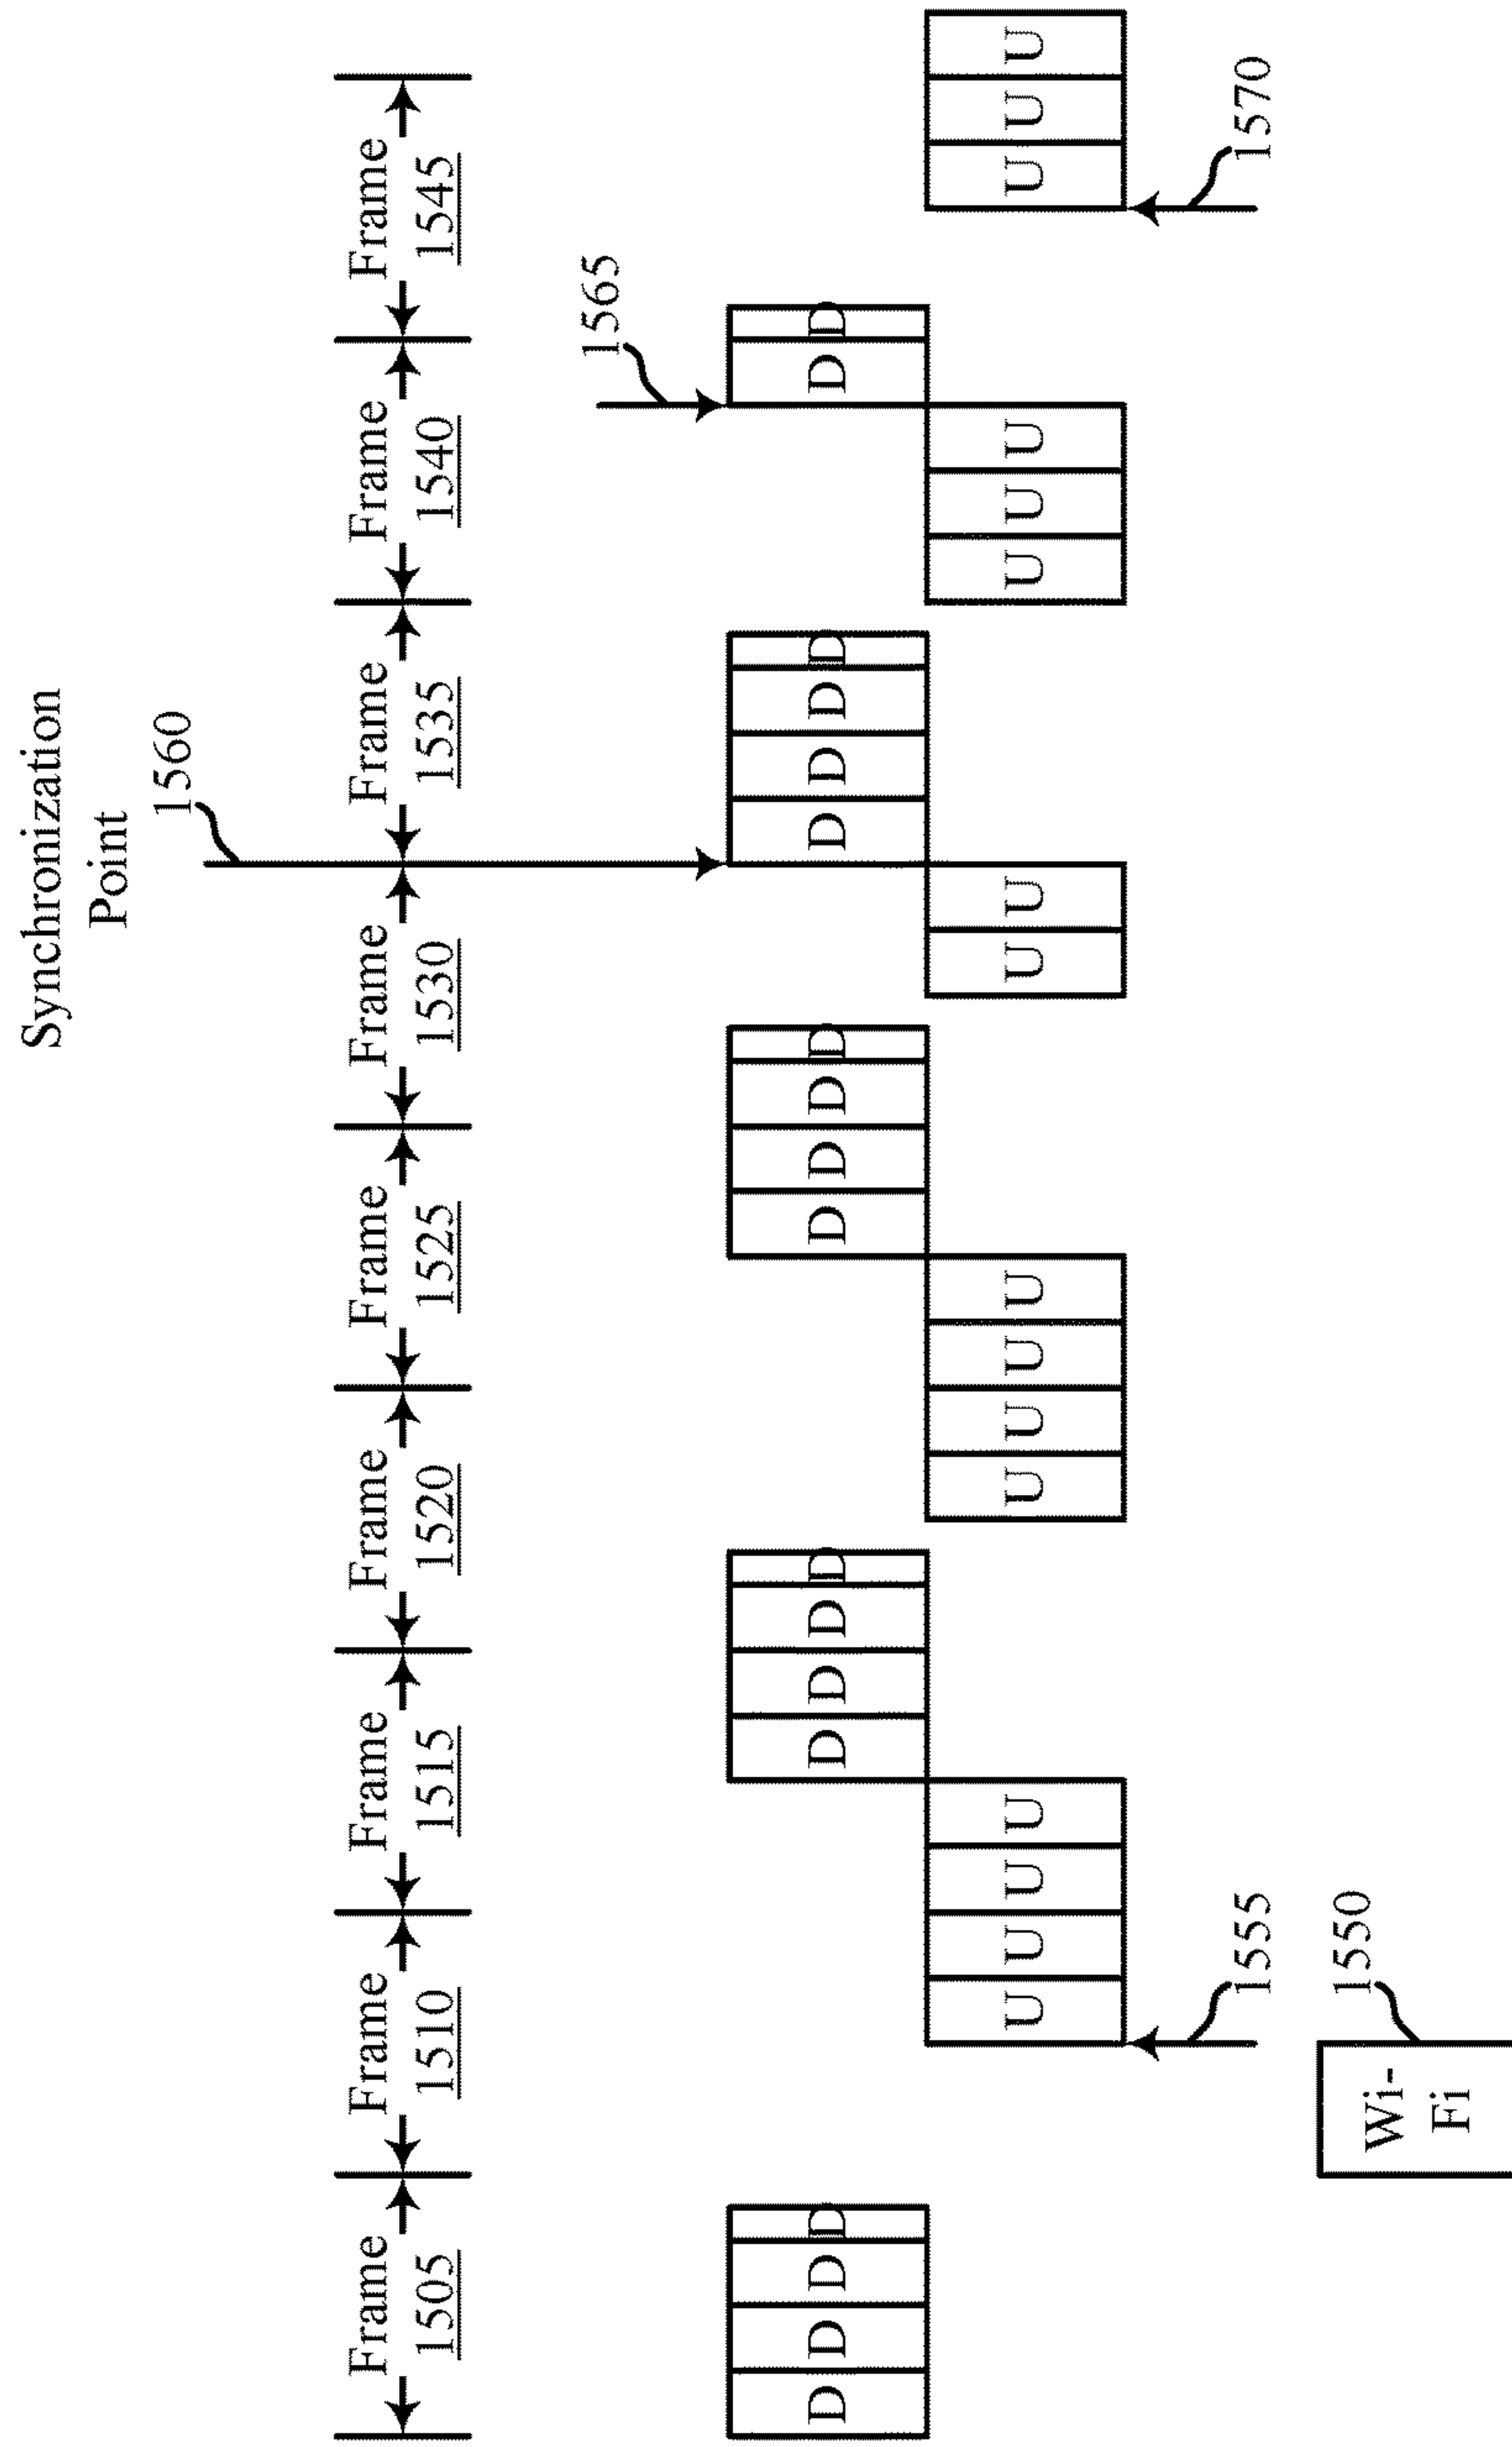 Synchronization
Point
1560
Frame Frame Frame Frame Frame Frame Frame Frame Frame
1505 1510 1515 1520 1525 1530 1535 1540 1545
1565
D D D D D D D D D D D D D D D D D D
U U U U U U U U U U U U U U U U
1555 1570
1550
Wi-
Fi